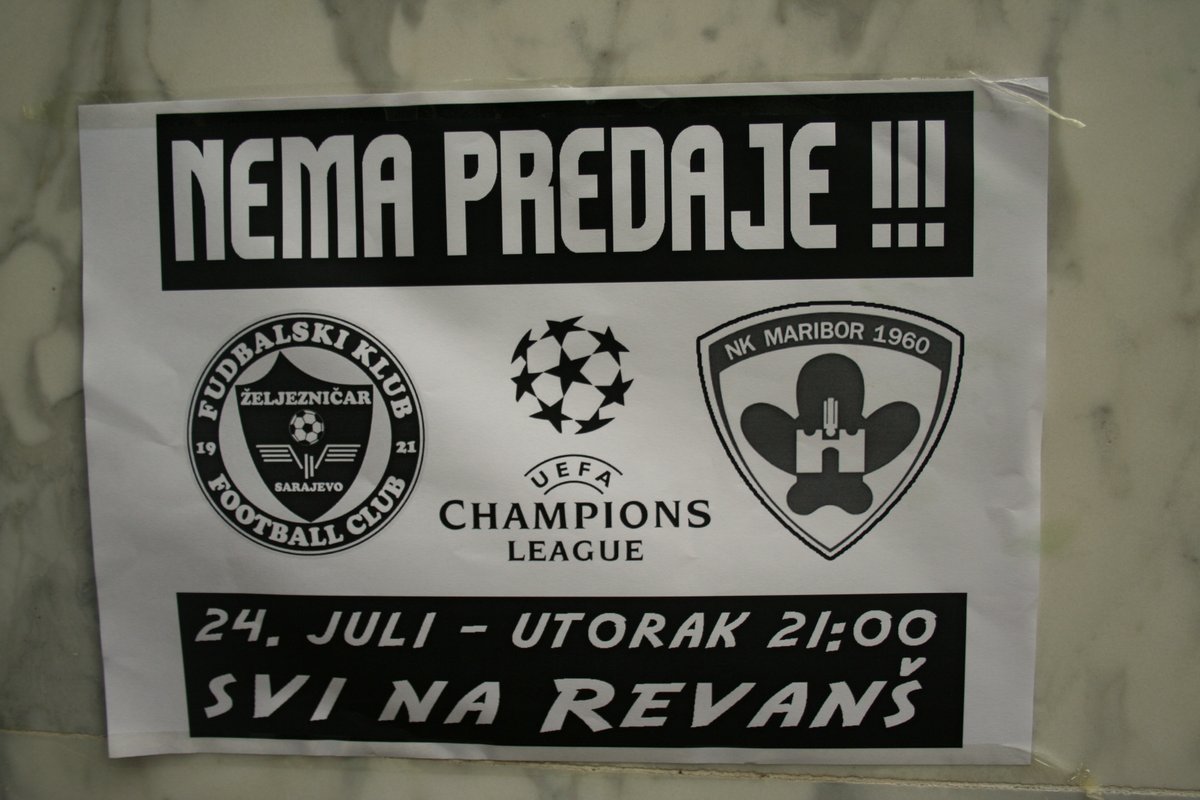 NEMA PREDAJE !!!
FUDBALSKI KLUB
ŽELJEZNIČAR
19 21
SARAJEVO
FOOTBALL CLUB
UEFA
CHAMPIONS
LEAGUE
NK MARIBOR 1960
24. JULI - UTORAK 21:00
SVI NA REVANŠ